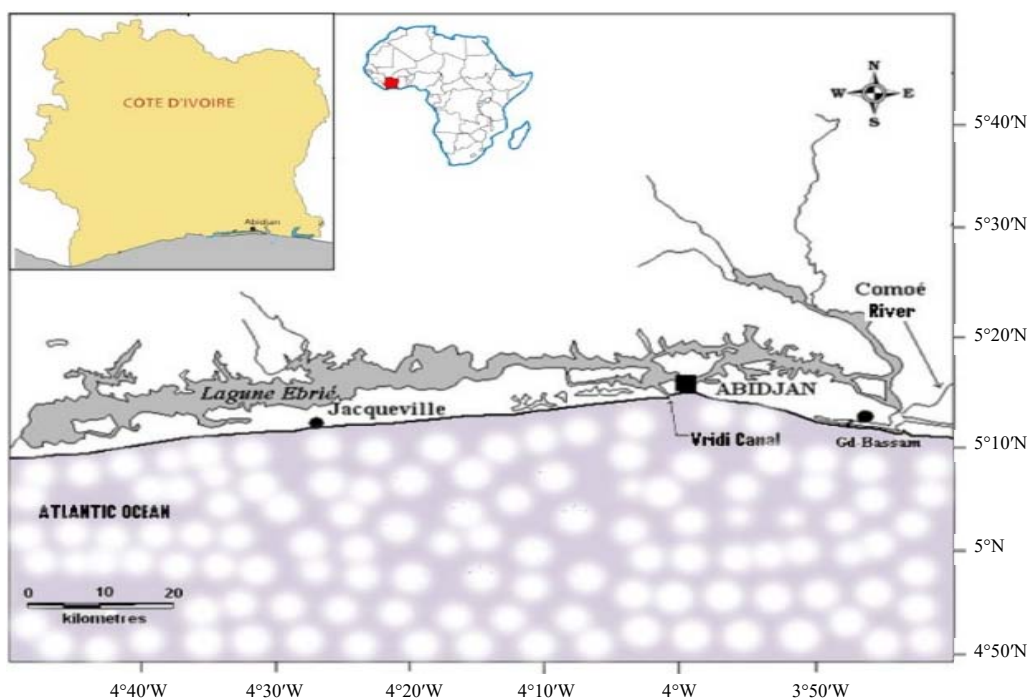 COTE D'IVOIRE
Abidjan
N
W E
S
5°40′N
5°30′N
Comoé
River
5°20′N
Lagune Ebrié
ABIDJAN
Jacqueville
Vridi Canal
Gd-Bassam
5°10′N
ATLANTIC OCEAN
5°N
0 10 20
kilometres
4°50′N
4°40′W 4°30′W 4°20′W 4°10′W 4°W 3°50′W